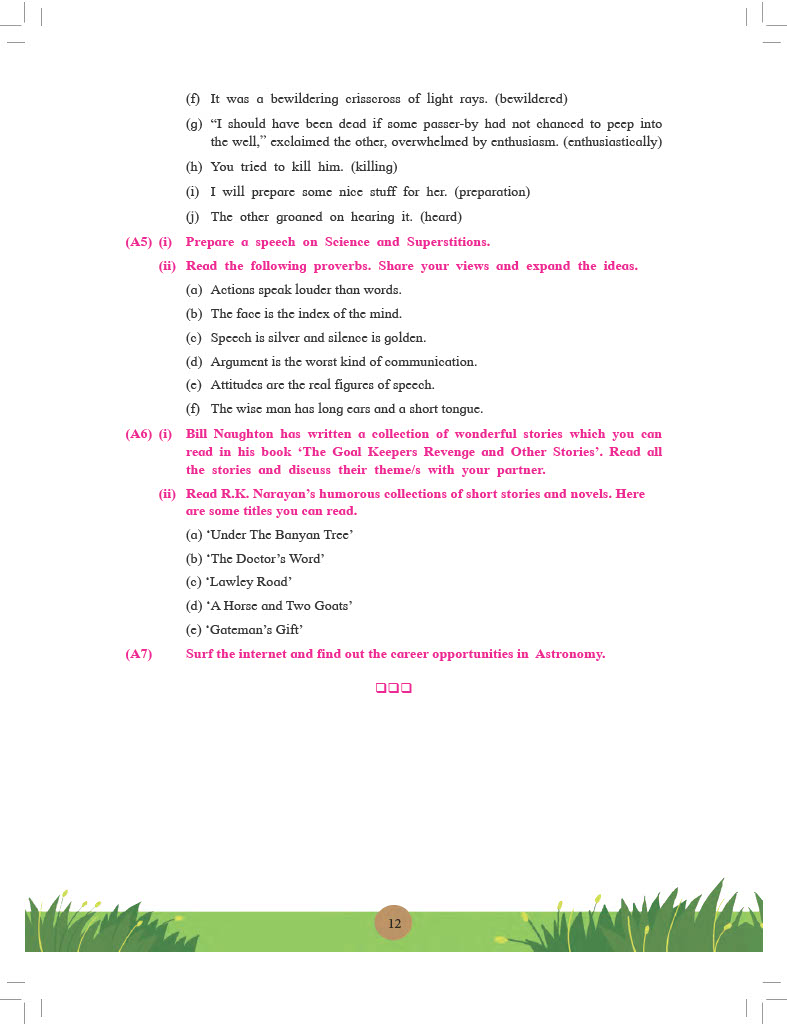 (f) It was a bewildering crisscross of light rays. (bewildered)
(g) “I should have been dead if some passer-by had not chanced to peep into
the well,” exclaimed the other, overwhelmed by enthusiasm. (enthusiastically)
(h) You tried to kill him. (killing)
(i) I will prepare some nice stuff for her. (preparation)
(j) The other groaned on hearing it. (heard)
(A5) (i) Prepare a speech on Science and Superstitions.
(ii) Read the following proverbs. Share your views and expand the ideas.
(a) Actions speak louder than words.
(b) The face is the index of the mind.
(c) Speech is silver and silence is golden.
(d) Argument is the worst kind of communication.
(e) Attitudes are the real figures of speech.
(f) The wise man has long ears and a short tongue.
(A6) (i) Bill Naughton has written a collection of wonderful stories which you can
read in his book ‘The Goal Keepers Revenge and Other Stories’. Read all
the stories and discuss their theme/s with your partner.
(ii) Read R.K. Narayan’s humorous collections of short stories and novels. Here
are some titles you can read.
(a) ‘Under The Banyan Tree’
(b) ‘The Doctor’s Word’
(c) ‘Lawley Road’
(d) ‘A Horse and Two Goats’
(e) ‘Gateman’s Gift’
(A7) Surf the internet and find out the career opportunities in Astronomy.
12